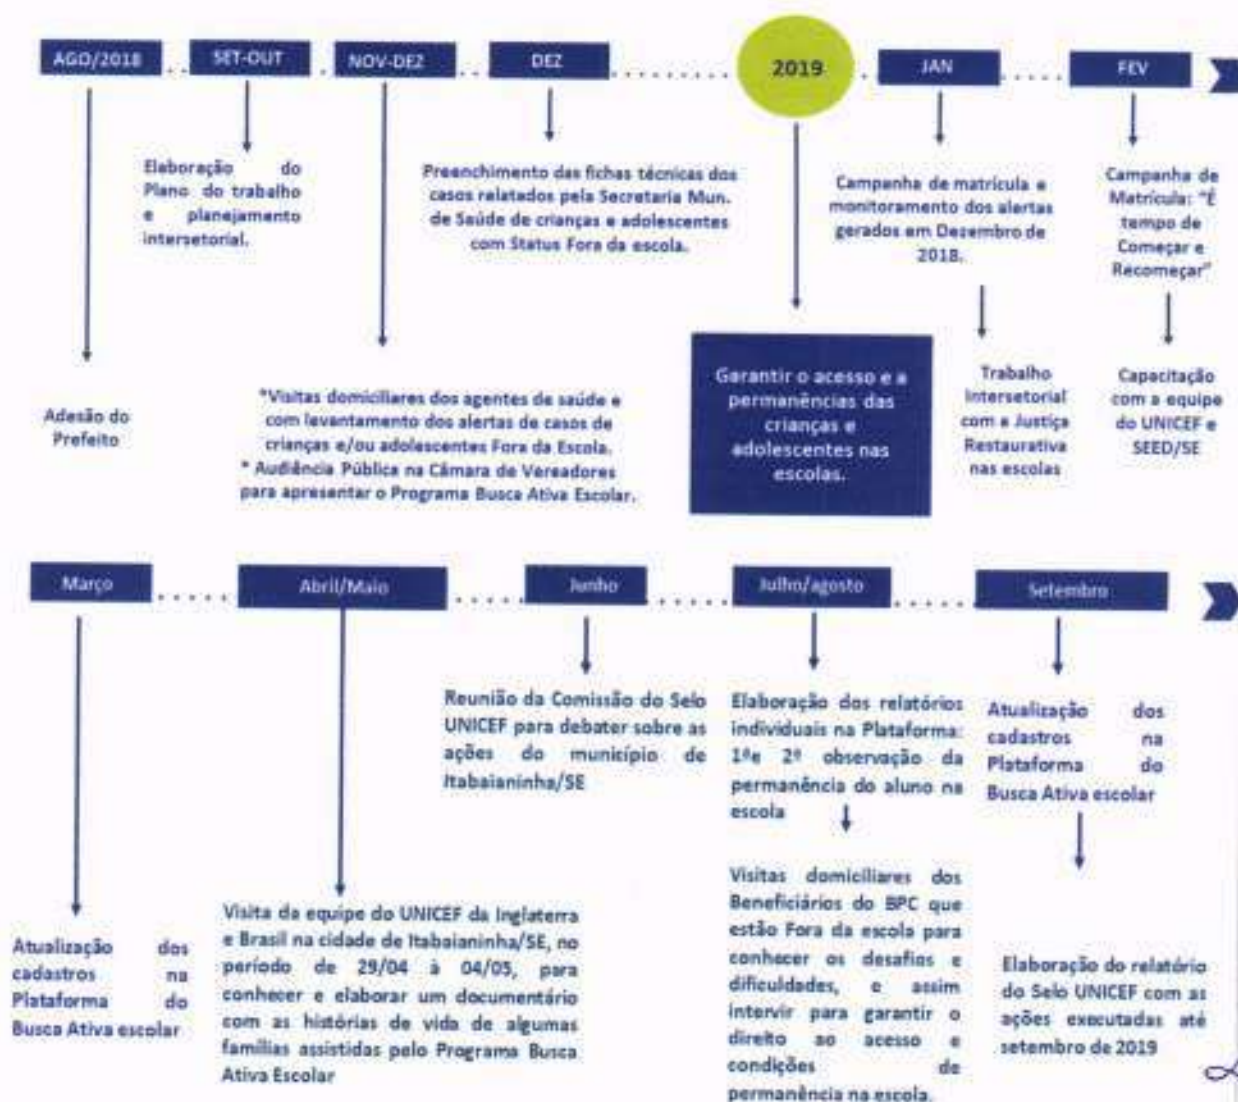 AGO/2018
SET-OUT
NOV-DEZ
DEZ
2019
JAN
FEV
Elaboração do
Plano do trabalho
e planejamento
intersetorial.
Preenchimento das fichas técnicas dos
casos relatados pela Secretaria Mun.
de Saúde de crianças e adolescentes
com Status Fora da escola.
Campanha de matrícula e
monitoramento dos alertas
gerados em Dezembro de
2018.
Campanha de
Matrícula: "É
tempo de
Começar e
Recomeçar"
Adesão do
Prefeito
*Visitas domiciliares dos agentes de saúde e
com levantamento dos alertas de casos de
crianças e/ou adolescentes Fora da Escola.
* Audiência Pública na Câmara de Vereadores
para apresentar o Programa Busca Ativa Escolar.
Garantir o acesso e a
permanências das
crianças e
adolescentes nas
escolas.
Trabalho
Intersetorial
com a Justiça
Restaurativa
nas escolas
Capacitação
com a equipe
do UNICEF e
SEED/SE
Março
Abril/Maio
Junho
Julho/agosto
Setembro
Reunião da Comissão do Selo
UNICEF para debater sobre as
ações do município de
Itabaianinha/SE
Elaboração dos relatórios
individuais na Plataforma:
1ªe 2ª observação da
permanência do aluno na
escola
Atualização dos
cadastros na
Plataforma do
Busca Ativa escolar
Atualização dos
cadastros na
Plataforma do
Busca Ativa escolar
Visita da equipe do UNICEF da Inglaterra
e Brasil na cidade de Itabaianinha/SE, no
período de 29/04 à 04/05, para
conhecer e elaborar um documentário
com as histórias de vida de algumas
famílias assistidas pelo Programa Busca
Ativa Escolar
Visitas domiciliares dos
Beneficiários do BPC que
estão Fora da escola para
conhecer os desafios e
dificuldades, e assim
intervir para garantir o
direito ao acesso e
condições de
permanência na escola.
Elaboração do relatório
do Selo UNICEF com as
ações executadas até
setembro de 2019